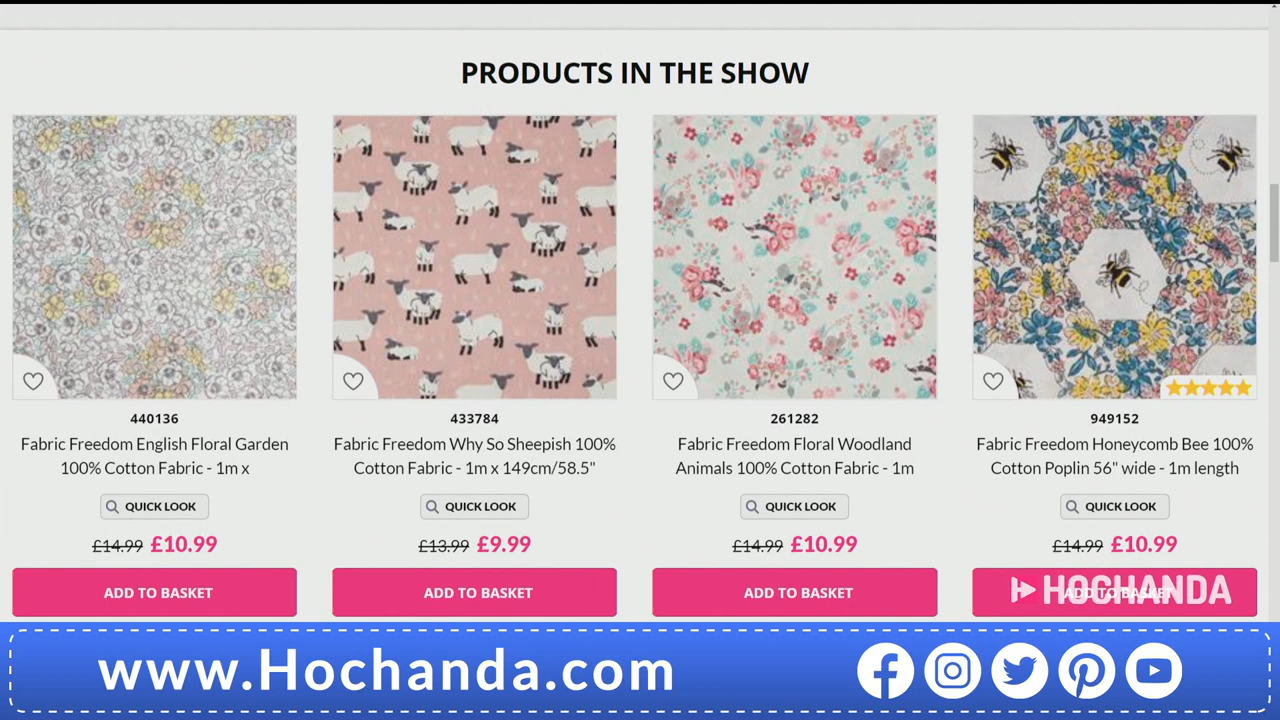 PRODUCTS IN THE SHOW
440136
Fabric Freedom English Floral Garden
100% Cotton Fabric - 1m x
QUICK LOOK
£14.99 £10.99
ADD TO BASKET
433784
Fabric Freedom Why So Sheepish 100%
Cotton Fabric - 1m x 149cm/58.5"
QUICK LOOK
£13.99 £9.99
ADD TO BASKET
261282
Fabric Freedom Floral Woodland
Animals 100% Cotton Fabric - 1m
QUICK LOOK
£14.99 £10.99
ADD TO BASKET
949152
Fabric Freedom Honeycomb Bee 100%
Cotton Poplin 56" wide - 1m length
QUICK LOOK
£14.99 £10.99
ADD TO BASKET
HOCHANDA
www.Hochanda.com